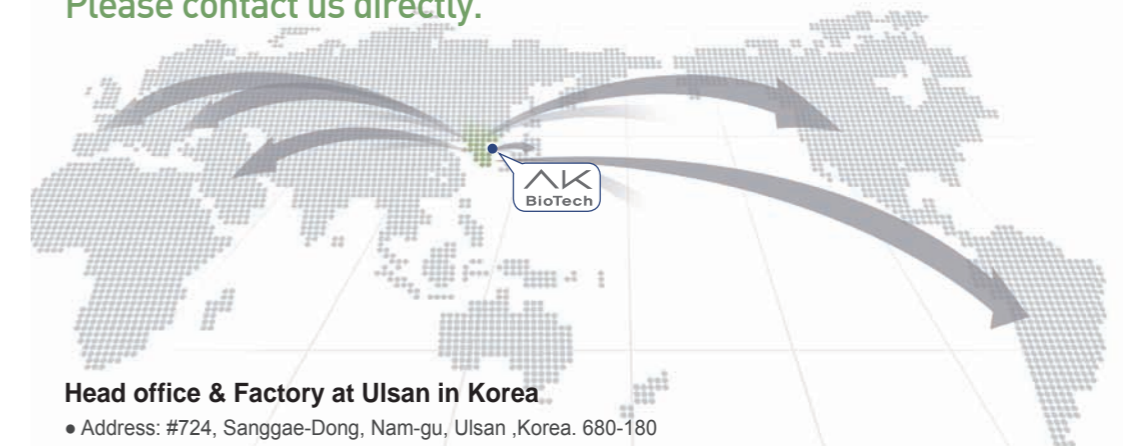 Please contact us directly.
AK
BioTech
Head office & Factory at Ulsan in Korea
● Address: #724, Sanggae-Dong, Nam-gu, Ulsan ,Korea. 680-180